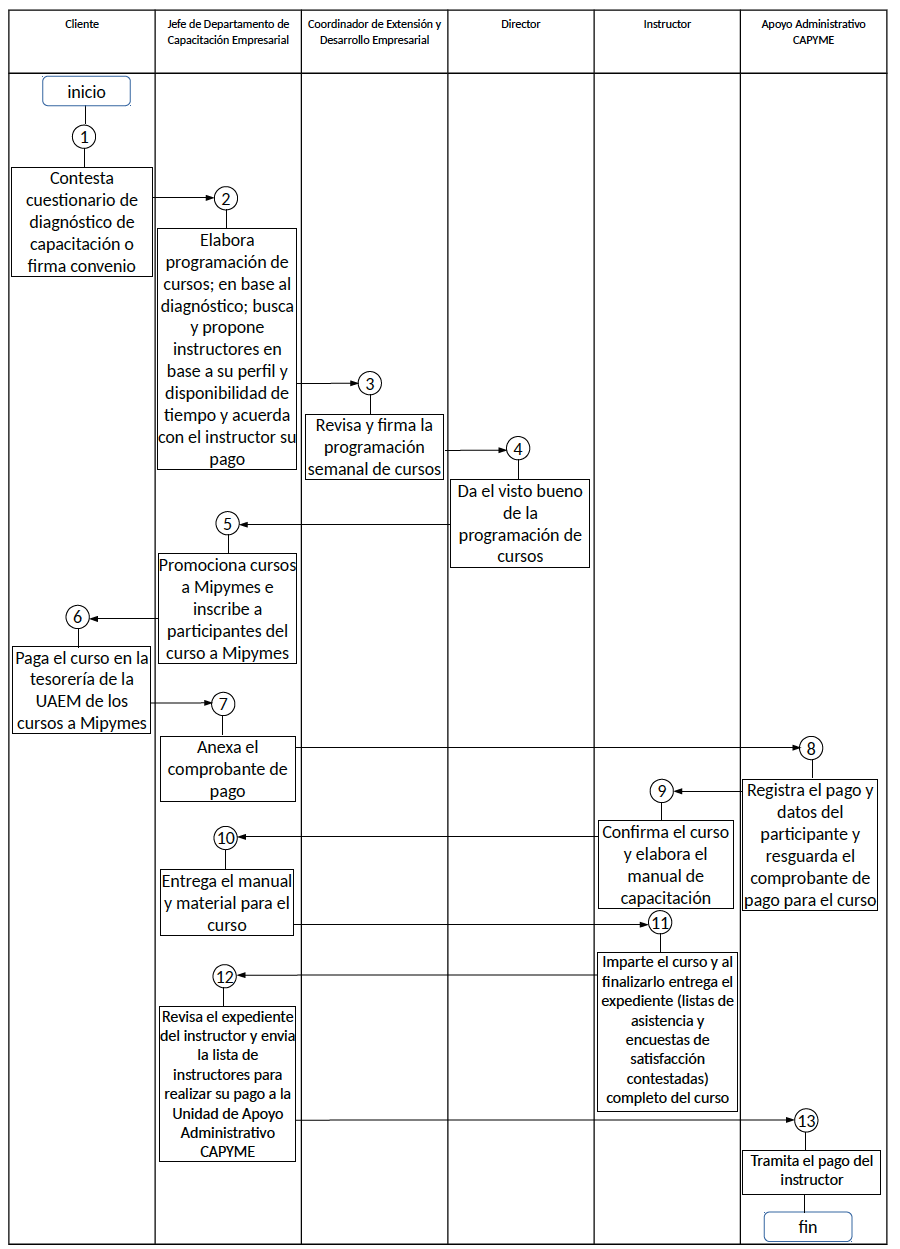 Cliente
Jefe de Departamento de
Capacitación Empresarial
Coordinador de Extensión y
Desarrollo Empresarial
Director
Instructor
Apoyo Administrativo
CAPYME
inicio
1
Contesta
cuestionario de
diagnóstico de
capacitación o
firma convenio
2
Elabora
programación de
cursos; en base al
diagnóstico; busca
y propone
instructores en
base a su perfil y
disponibilidad de
tiempo y acuerda
con el instructor su
pago
3
Revisa y firma la
programación
semanal de cursos
4
Da el visto bueno
de la
programación de
cursos
5
Promociona cursos
a Mipymes e
inscribe a
participantes del
curso a Mipymes
6
Paga el curso en la
tesorería de la
UAEM de los
cursos a Mipymes
7
Anexa el
comprobante de
pago
8
Registra el pago y
datos del
participante y
resguarda el
comprobante de
pago para el curso
9
Confirma el curso
y elabora el
manual de
capacitación
10
Entrega el manual
y material para el
curso
11
Imparte el curso y al
finalizarlo entrega el
expediente (listas de
asistencia y
encuestas de
satisfacción
contestadas)
completo del curso
12
Revisa el expediente
del instructor y envia
la lista de
instructores para
realizar su pago a la
Unidad de Apoyo
Administrativo
CAPYME
13
Tramita el pago del
instructor
fin